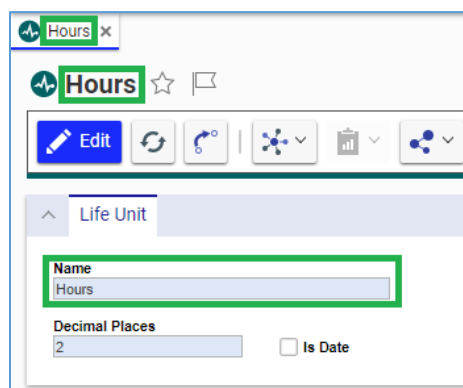 Hours
Hours
Edit
Life Unit
Name
Hours
Decimal Places
2 Is Date